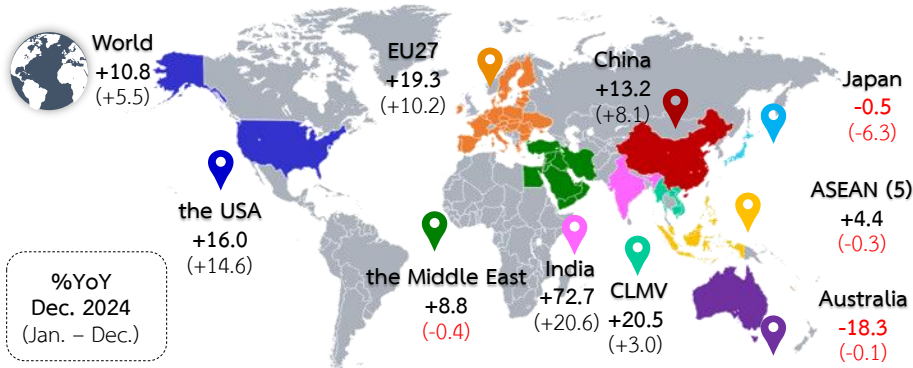 World
+10.8
(+5.5)
EU27
+19.3
(+10.2)
China
+13.2
(+8.1)
Japan
-0.5
(-6.3)
the USA
+16.0
(+14.6)
ASEAN (5)
+4.4
(-0.3)
the Middle East
+8.8
(-0.4)
India
+72.7
(+20.6)
CLMV
+20.5
(+3.0)
Australia
-18.3
(-0.1)
%YoY
Dec. 2024
(Jan. – Dec.)